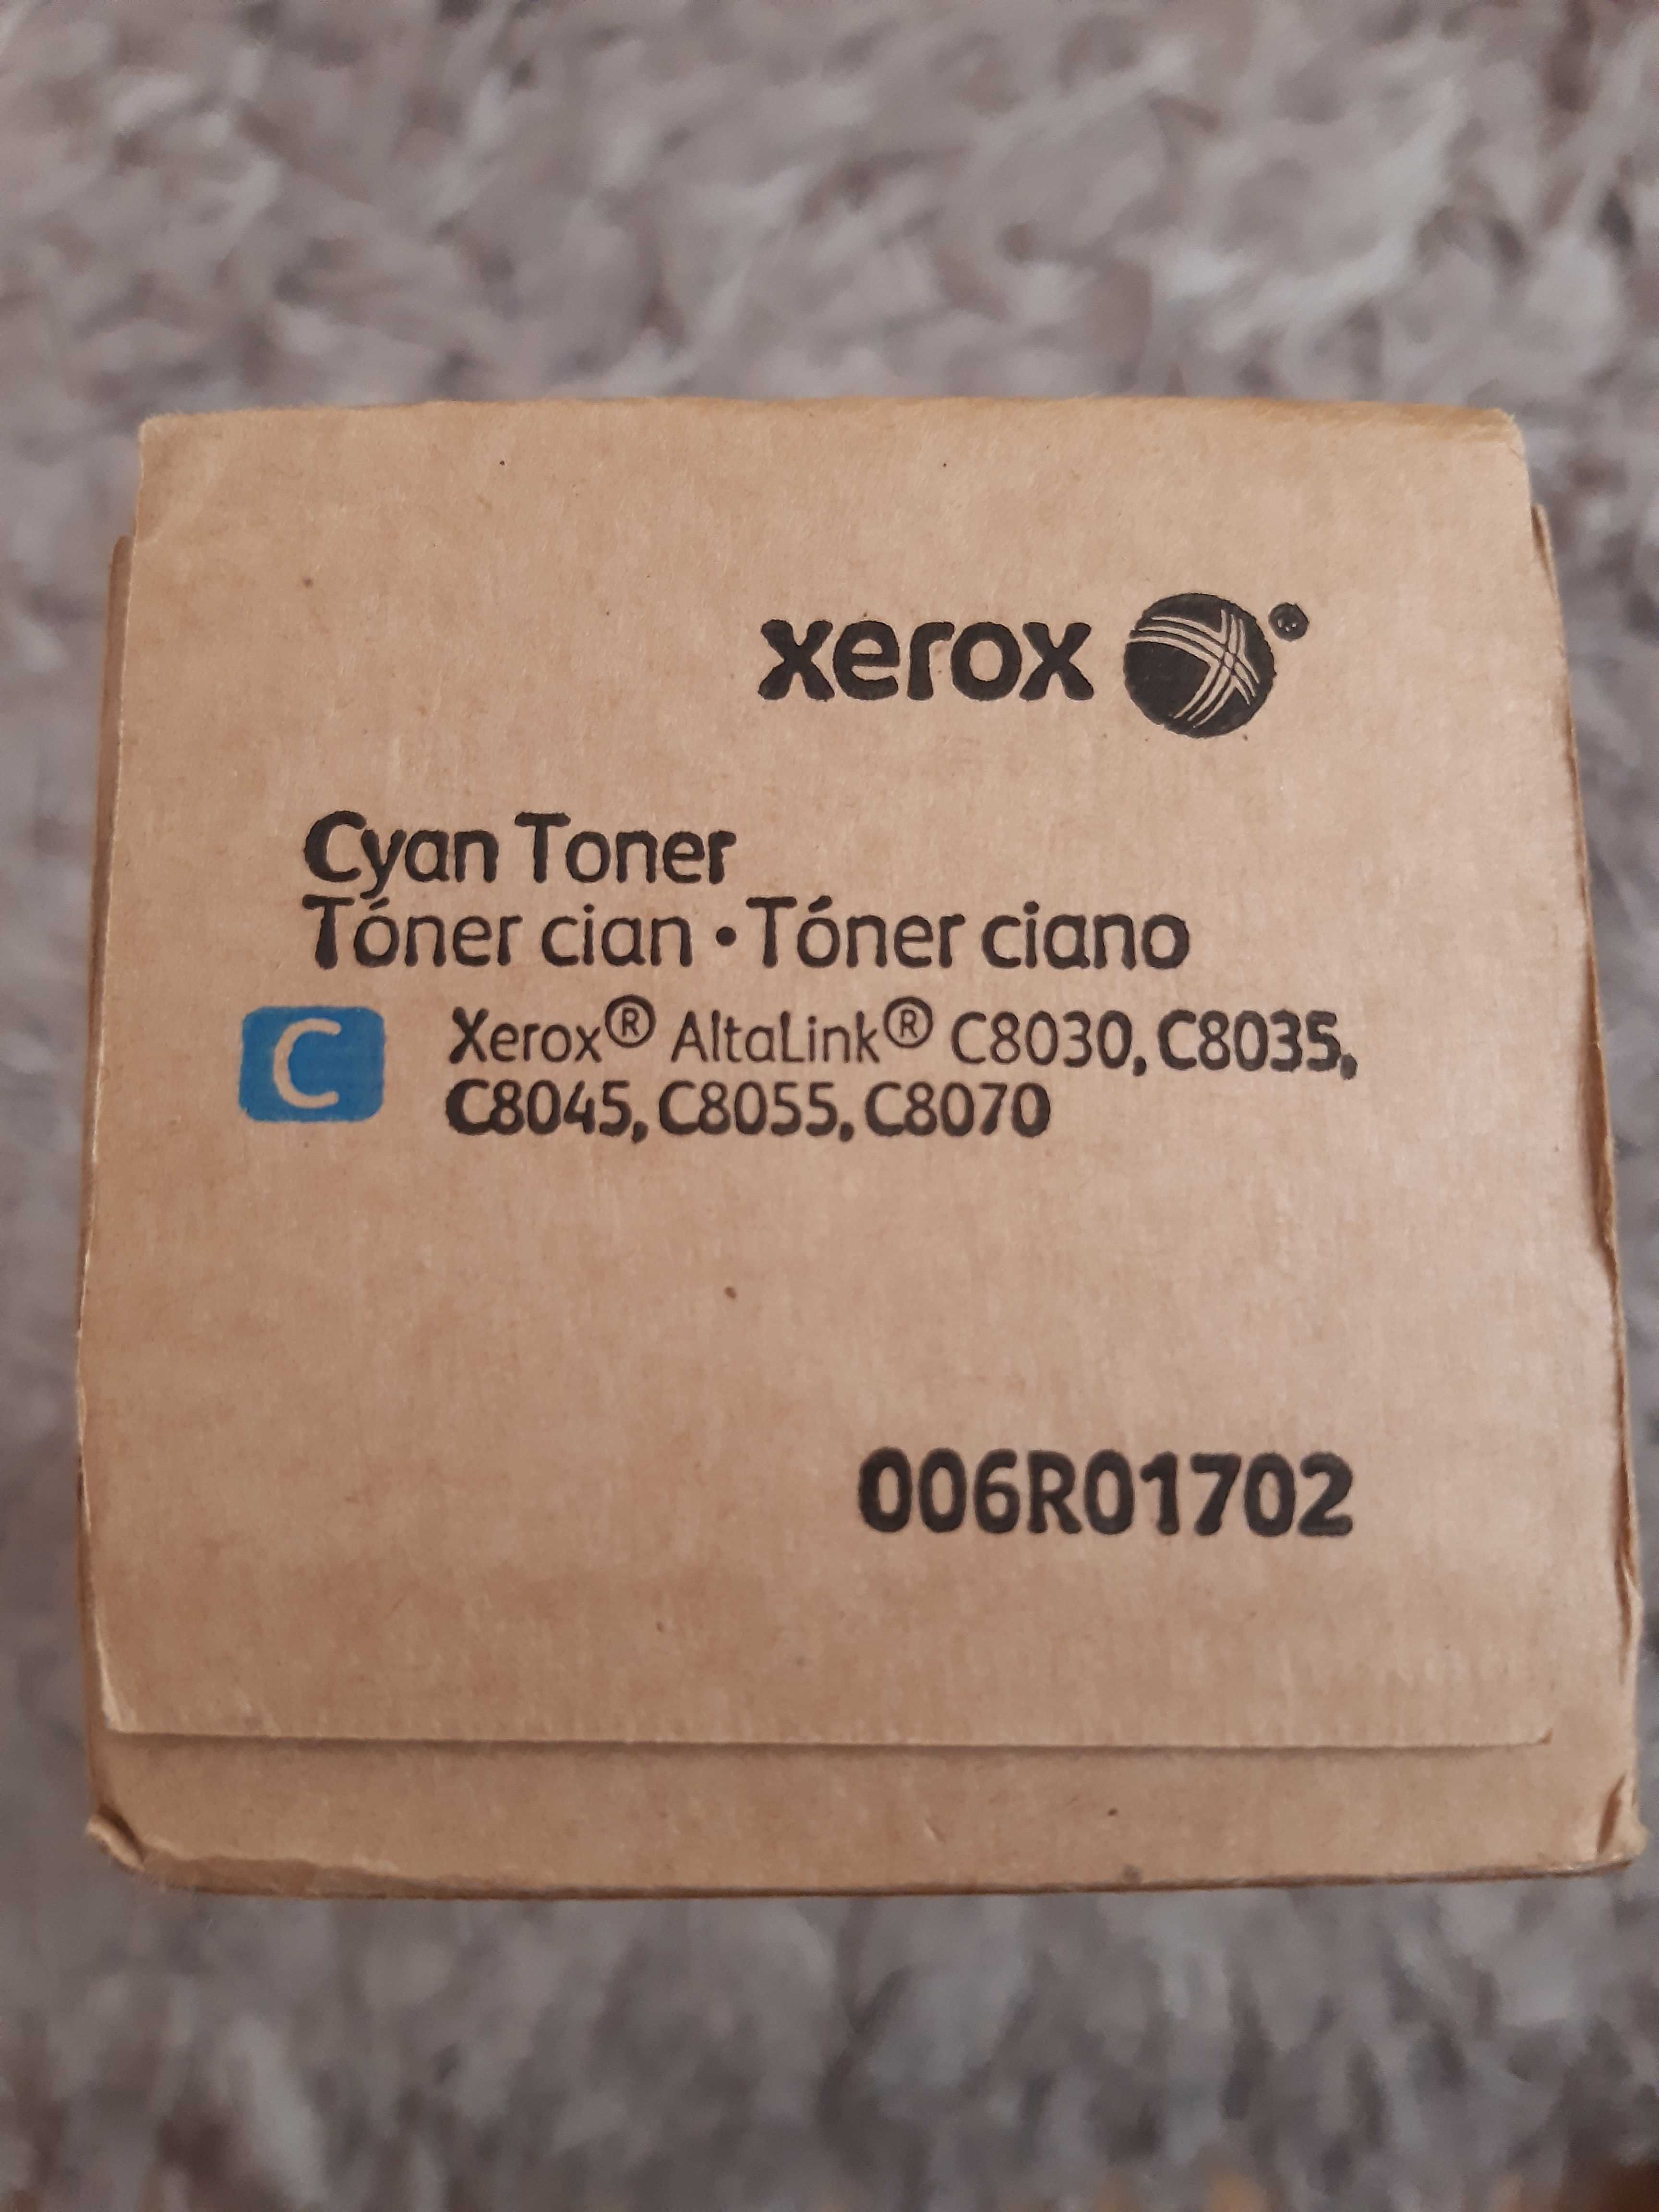 xerox
Cyan Toner
Tóner cian • Tóner ciano
C
Xerox® AltaLink® C8030, C8035,
C8045, C8055, C8070
006R01702